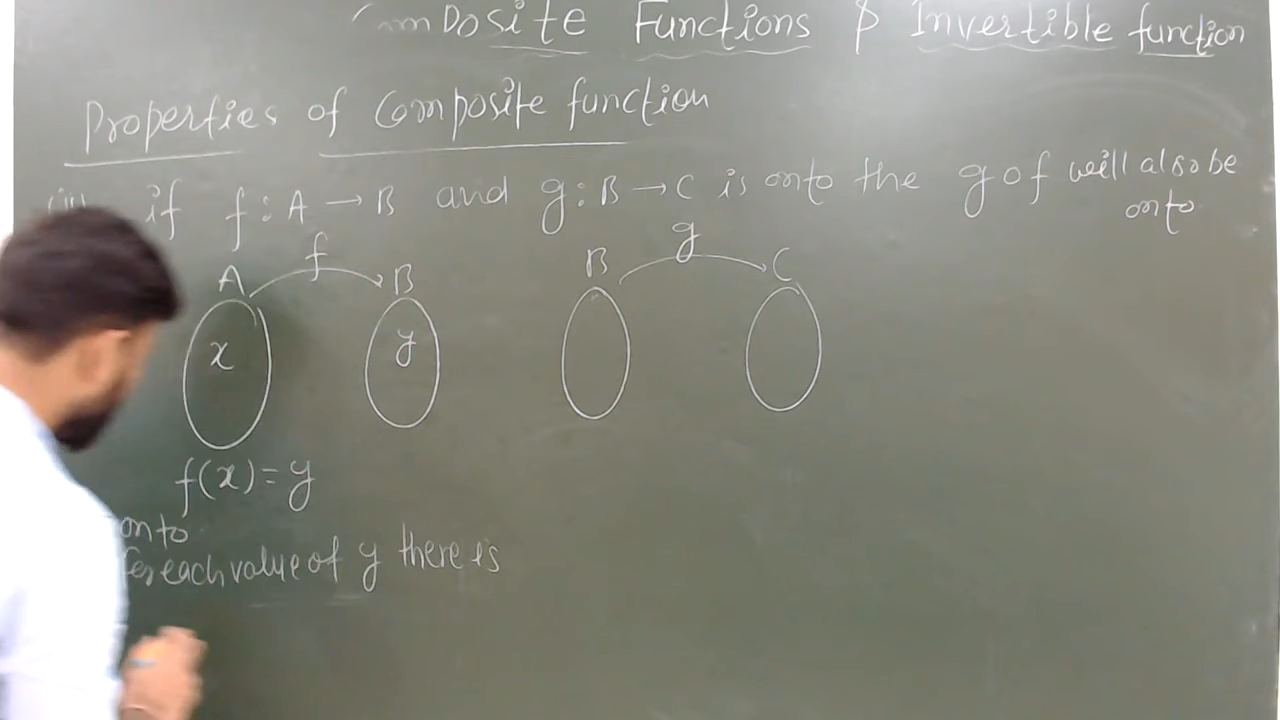 Composite Functions & Invertible function
Properties of Composite function
if f : A → B and g : B → C is onto the g o f will also be
onto
f
g
A
B
B
C
x
y
f(x) = y
onto
for each value of y there is